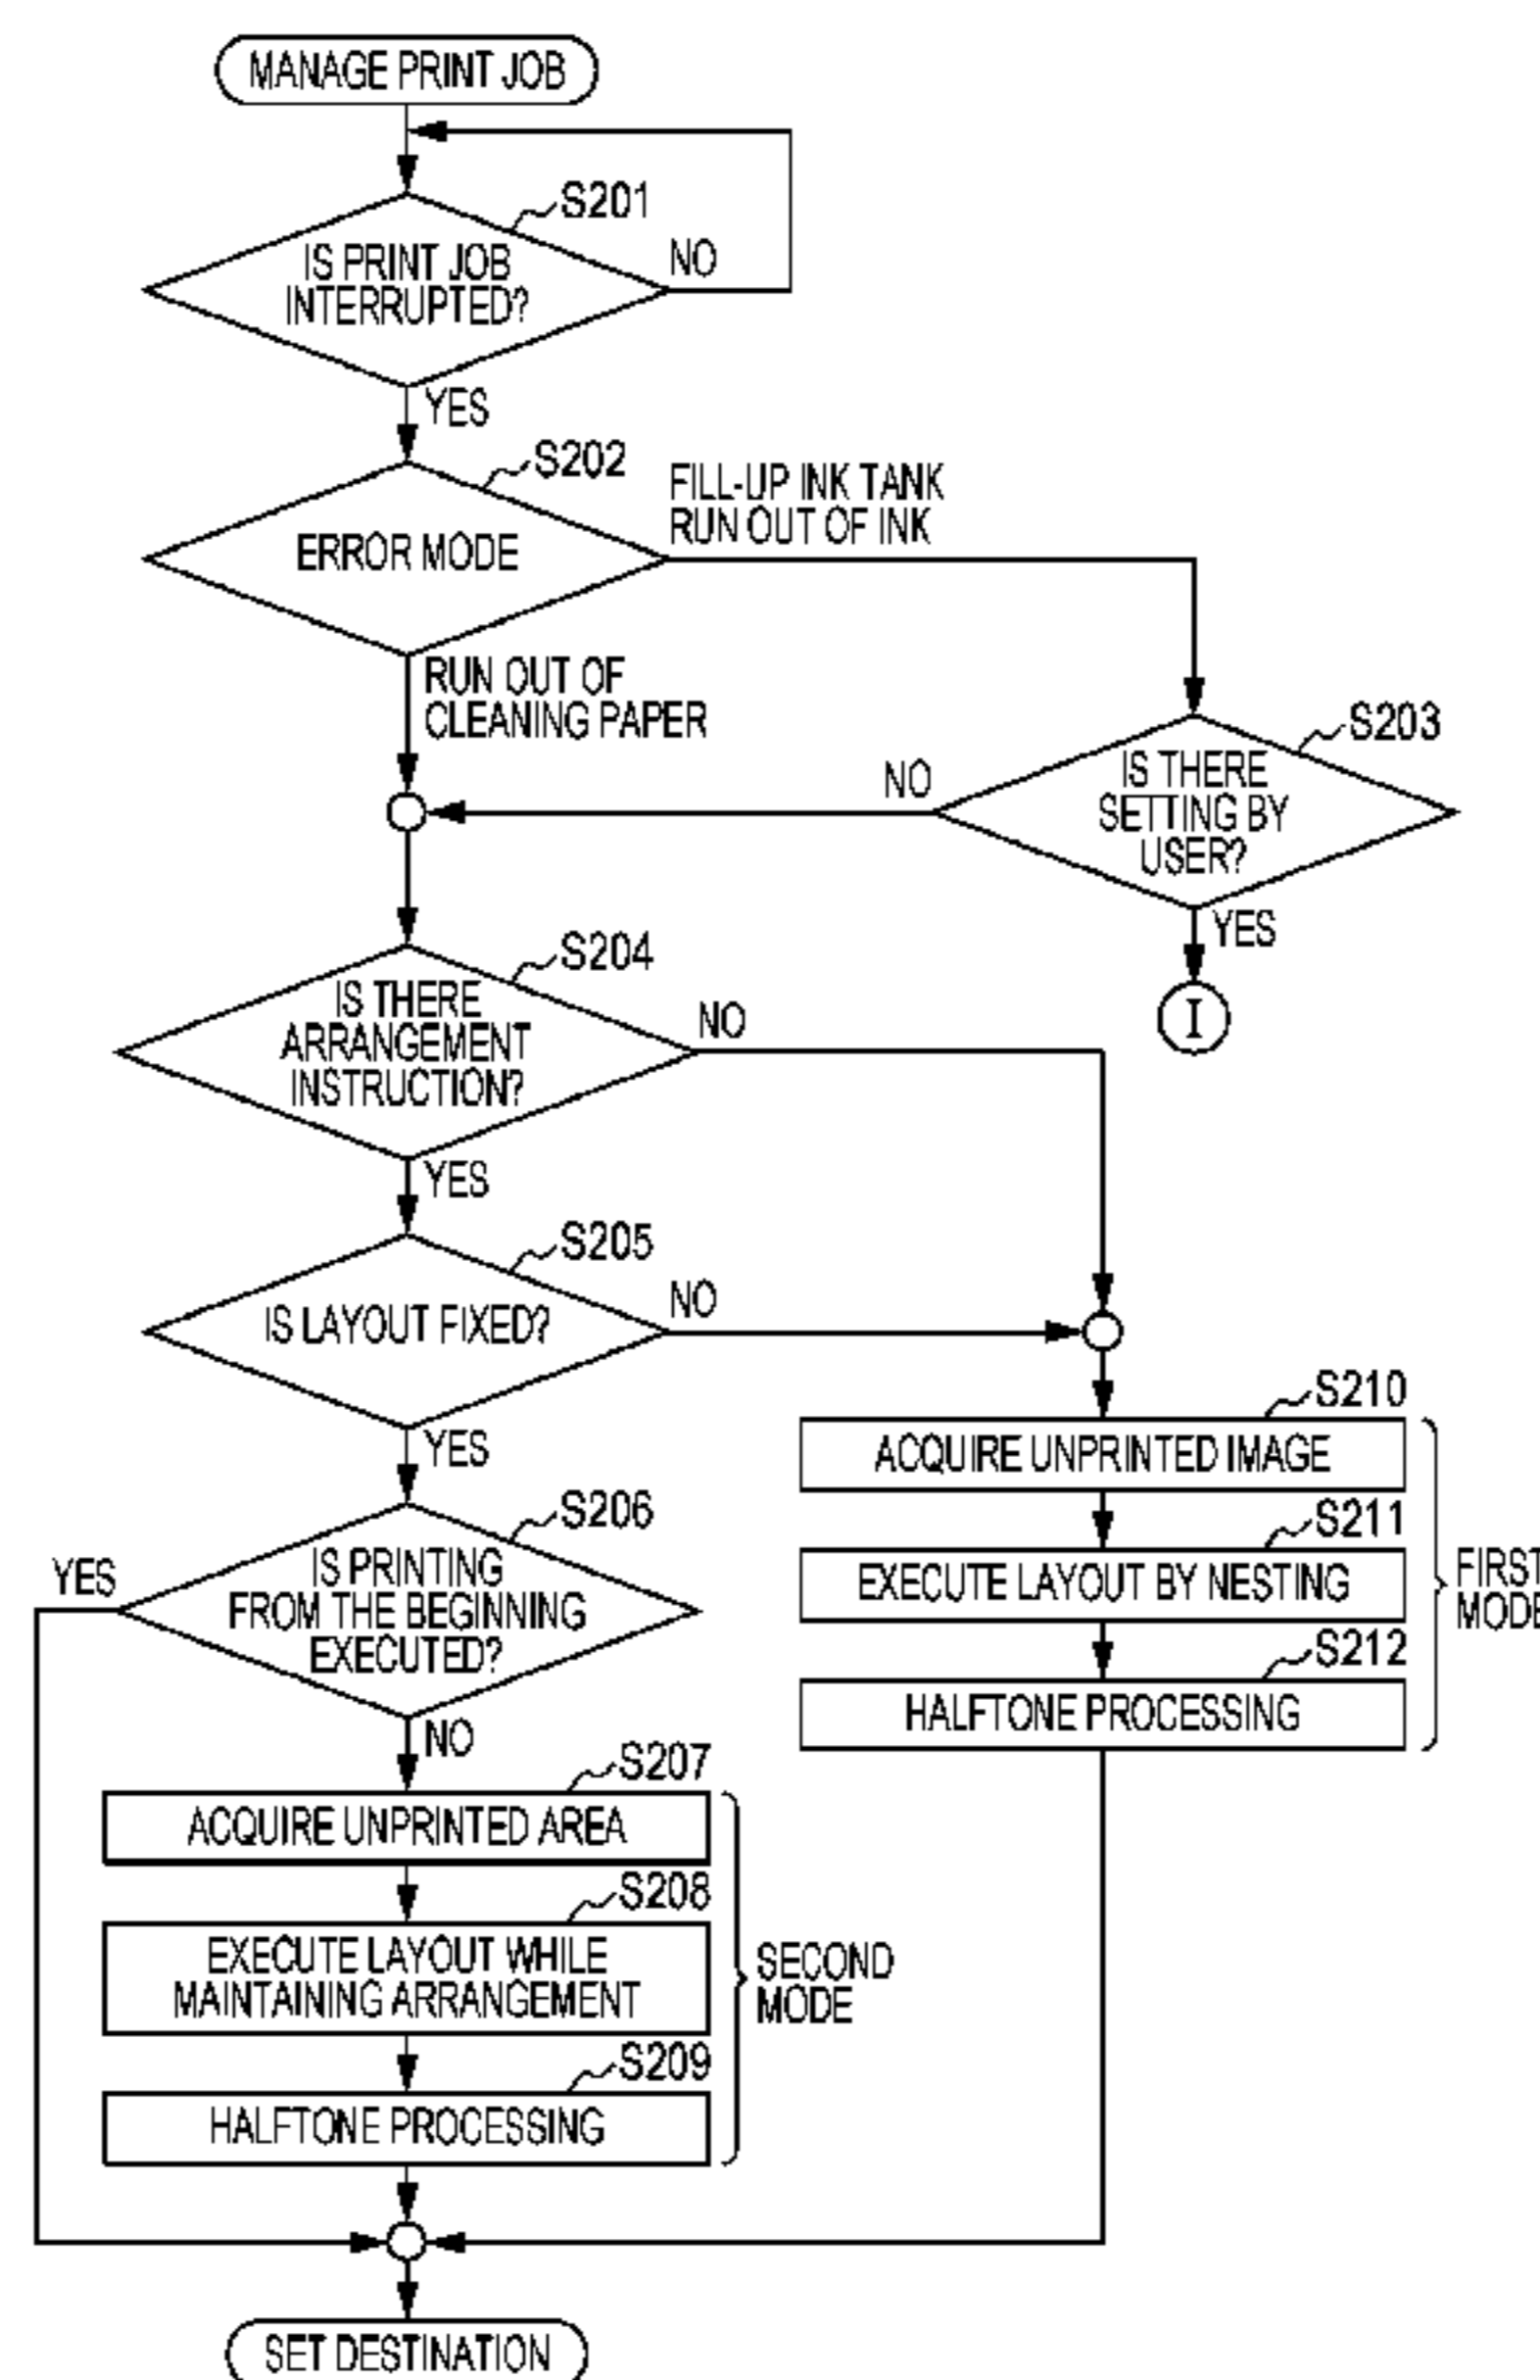 MANAGE PRINT JOB
S201
IS PRINT JOB
INTERRUPTED?
NO
YES
S202
ERROR MODE
FILL-UP INK TANK
RUN OUT OF INK
RUN OUT OF
CLEANING PAPER
S203
IS THERE
SETTING BY
USER?
NO
YES
I
S204
IS THERE
ARRANGEMENT
INSTRUCTION?
NO
YES
S205
IS LAYOUT FIXED?
NO
YES
S206
IS PRINTING
FROM THE BEGINNING
EXECUTED?
YES
NO
S210
ACQUIRE UNPRINTED IMAGE
S211
EXECUTE LAYOUT BY NESTING
S212
HALFTONE PROCESSING
FIRST
MODE
S207
ACQUIRE UNPRINTED AREA
S208
EXECUTE LAYOUT WHILE
MAINTAINING ARRANGEMENT
S209
HALFTONE PROCESSING
SECOND
MODE
SET DESTINATION